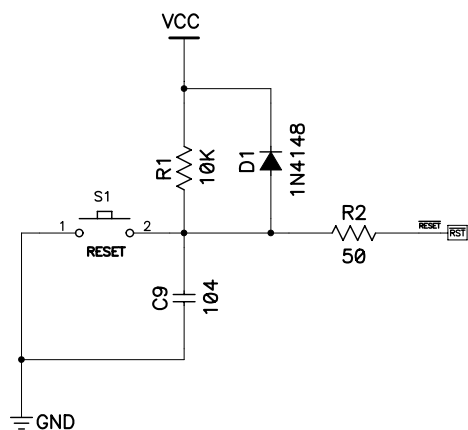 VCC
R1
10K
D1
1N4148
S1
1
2
RESET
R2
50
RESET
RST
C9
104
GND